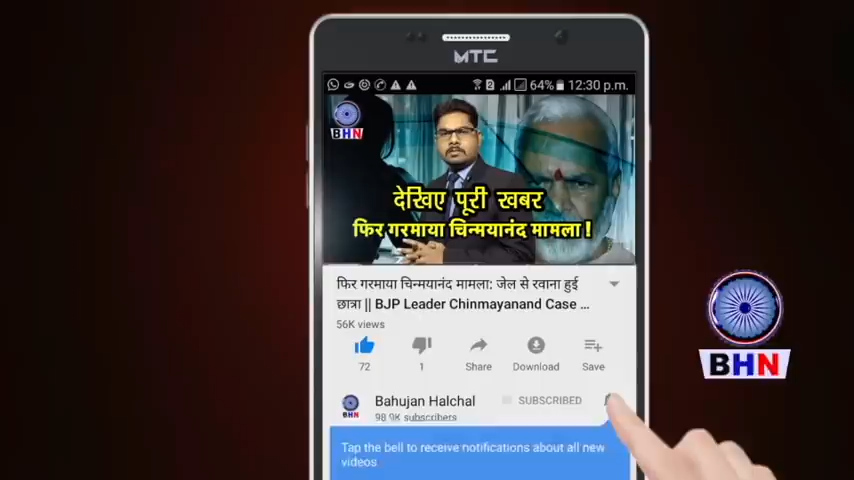 MTC
64% 12:30 p.m.
BHN
देखिए पूरी खबर
फिर गरमाया चिन्मयानंद मामला !
फिर गरमाया चिन्मयानंद मामला: जेल से रवाना हुई
छात्रा || BJP Leader Chinmayanand Case ...
56K views
72
1
Share
Download
Save
Bahujan Halchal
SUBSCRIBED
98.9K subscribers
BHN
Tap the bell to receive notifications about all new
videos
BHN